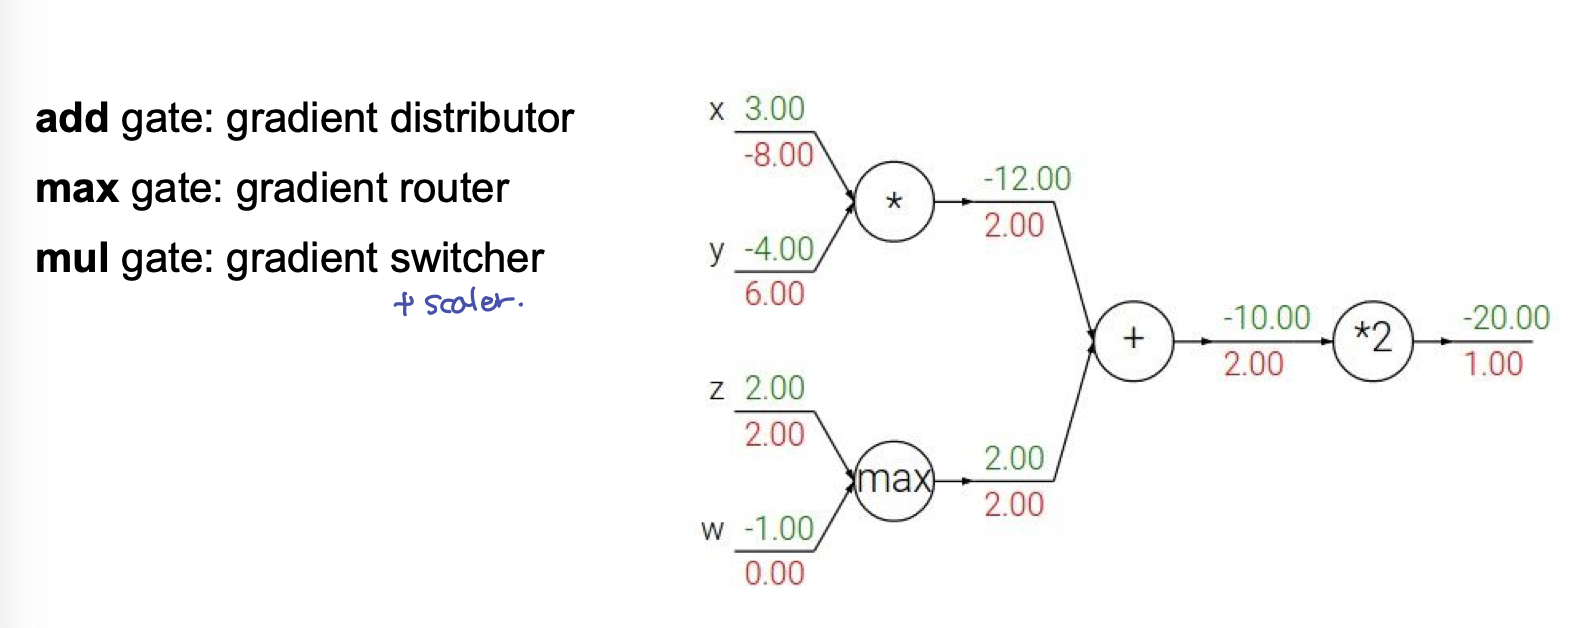 add gate: gradient distributor
max gate: gradient router
mul gate: gradient switcher
+ scaler.
x 3.00
-8.00
*
-12.00
2.00
y -4.00
6.00
+
-10.00
2.00
*2
-20.00
1.00
z 2.00
2.00
max
2.00
2.00
w -1.00
0.00